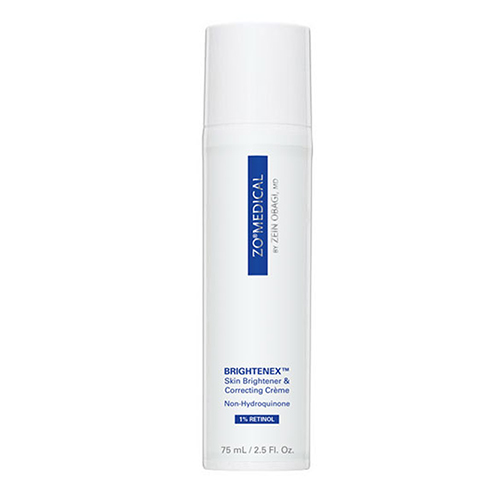 ZO®MEDICAL
BY ZEIN OBAGI, MD
BRIGHTENEX™
Skin Brightener &
Correcting Crème
Non-Hydroquinone
1% RETINOL
75 mL / 2.5 Fl. Oz.